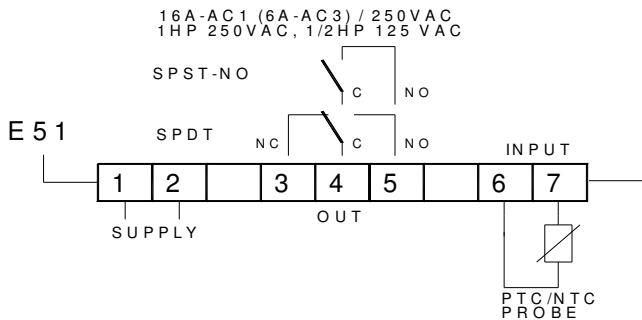 16A-AC1 (6A-AC3) / 250VAC
1HP 250VAC, 1/2HP 125 VAC
SPST-NO
C NO
E51
SPDT
NC C NO
INPUT
1 2 3 4 5 6 7
OUT
SUPPLY
PTC/NTC
PROBE